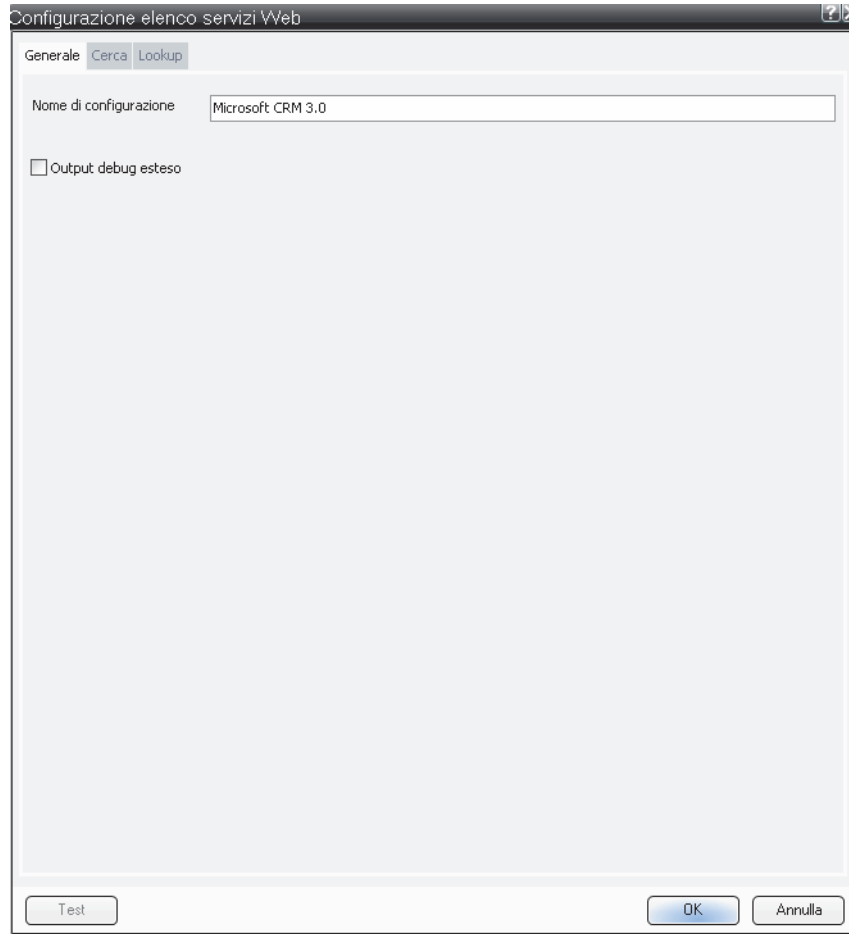 Configurazione elenco servizi Web
Generale Cerca Lookup
Nome di configurazione Microsoft CRM 3.0
Output debug esteso
Test OK Annulla